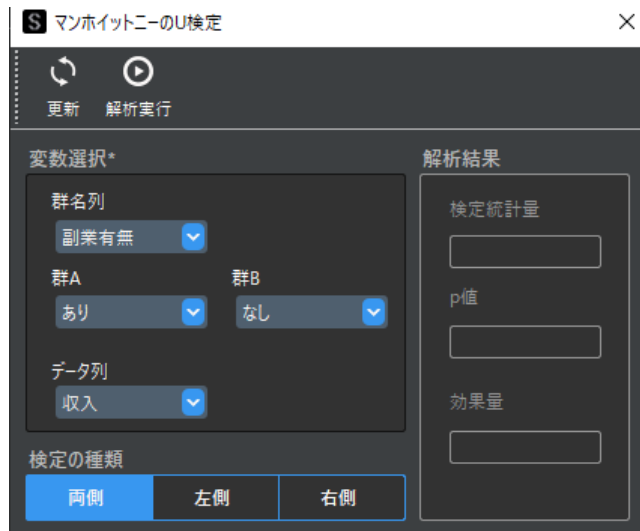 S マンホイットニーのU検定
更新 解析実行
変数選択*
群名列
副業有無
群A 群B
あり なし
データ列
収入
検定の種類
両側 左側 右側
解析結果
検定統計量
p値
効果量